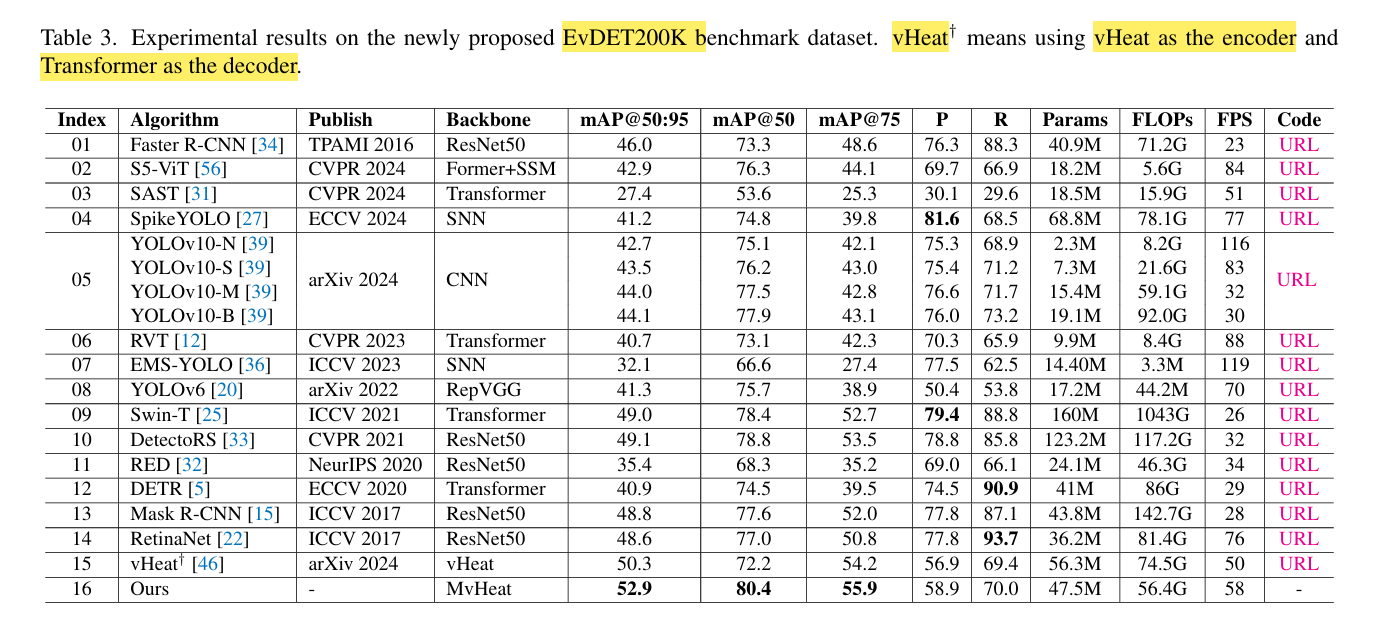 Table 3. Experimental results on the newly proposed EvDET200K benchmark dataset. vHeat† means using vHeat as the encoder and
Transformer as the decoder.
Index Algorithm Publish Backbone mAP@50:95 mAP@50 mAP@75 P R Params FLOPs FPS Code
01 Faster R-CNN [34] TPAMI 2016 ResNet50 46.0 73.3 48.6 76.3 88.3 40.9M 71.2G 23 URL
02 S5-ViT [56] CVPR 2024 Former+SSM 42.9 76.3 44.1 69.7 66.9 18.2M 5.6G 84 URL
03 SAST [31] CVPR 2024 Transformer 27.4 53.6 25.3 30.1 29.6 18.5M 15.9G 51 URL
04 SpikeYOLO [27] ECCV 2024 SNN 41.2 74.8 39.8 81.6 68.5 68.8M 78.1G 77 URL
YOLOv10-N [39] 42.7 75.1 42.1 75.3 68.9 2.3M 8.2G 116
YOLOv10-S [39] 43.5 76.2 43.0 75.4 71.2 7.3M 21.6G 83
05 arXiv 2024 CNN URL
YOLOv10-M [39] 44.0 77.5 42.8 76.6 71.7 15.4M 59.1G 32
YOLOv10-B [39] 44.1 77.9 43.1 76.0 73.2 19.1M 92.0G 30
06 RVT [12] CVPR 2023 Transformer 40.7 73.1 42.3 70.3 65.9 9.9M 8.4G 88 URL
07 EMS-YOLO [36] ICCV 2023 SNN 32.1 66.6 27.4 77.5 62.5 14.40M 3.3M 119 URL
08 YOLOv6 [20] arXiv 2022 RepVGG 41.3 75.7 38.9 50.4 53.8 17.2M 44.2M 70 URL
09 Swin-T [25] ICCV 2021 Transformer 49.0 78.4 52.7 79.4 88.8 160M 1043G 26 URL
10 DetectoRS [33] CVPR 2021 ResNet50 49.1 78.8 53.5 78.8 85.8 123.2M 117.2G 32 URL
11 RED [32] NeurIPS 2020 ResNet50 35.4 68.3 35.2 69.0 66.1 24.1M 46.3G 34 URL
12 DETR [5] ECCV 2020 Transformer 40.9 74.5 39.5 74.5 90.9 41M 86G 29 URL
13 Mask R-CNN [15] ICCV 2017 ResNet50 48.8 77.6 52.0 77.8 87.1 43.8M 142.7G 28 URL
14 RetinaNet [22] ICCV 2017 ResNet50 48.6 77.0 50.8 77.8 93.7 36.2M 81.4G 76 URL
15 vHeat† [46] arXiv 2024 vHeat 50.3 72.2 54.2 56.9 69.4 56.3M 74.5G 50 URL
16 Ours - MvHeat 52.9 80.4 55.9 58.9 70.0 47.5M 56.4G 58 -